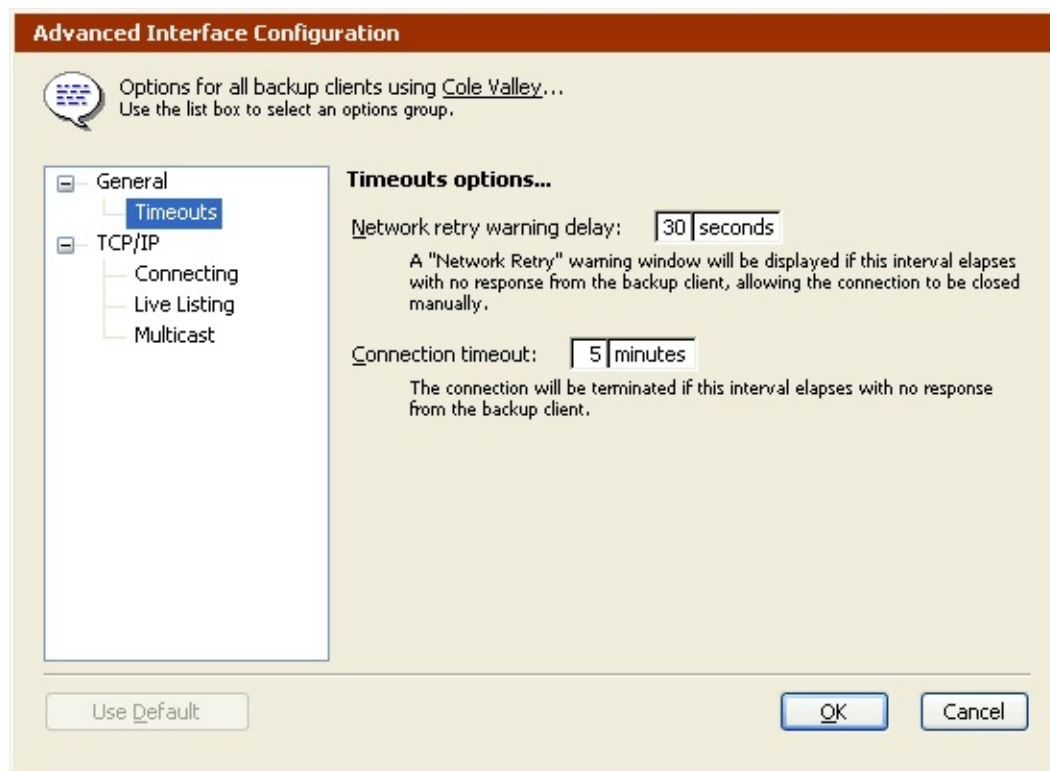 Advanced Interface Configuration
Options for all backup clients using Cole Valley...
Use the list box to select an options group.
General
Timeouts
TCP/IP
Connecting
Live Listing
Multicast
Timeouts options...
Network retry warning delay: 30 seconds
A "Network Retry" warning window will be displayed if this interval elapses
with no response from the backup client, allowing the connection to be closed
manually.
Connection timeout: 5 minutes
The connection will be terminated if this interval elapses with no response
from the backup client.
Use Default
OK
Cancel